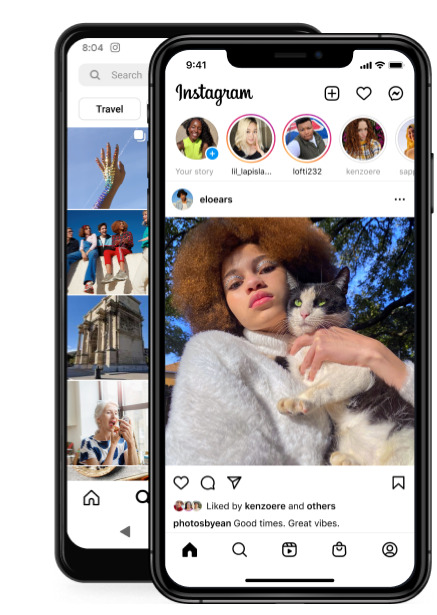 8:04
Search
Travel
9:41
Instagram
Your story
lil_lapisla...
lofti232
kenzoere
sapp
eloears
...
Liked by kenzoere and others
photosbyean Good times. Great vibes.